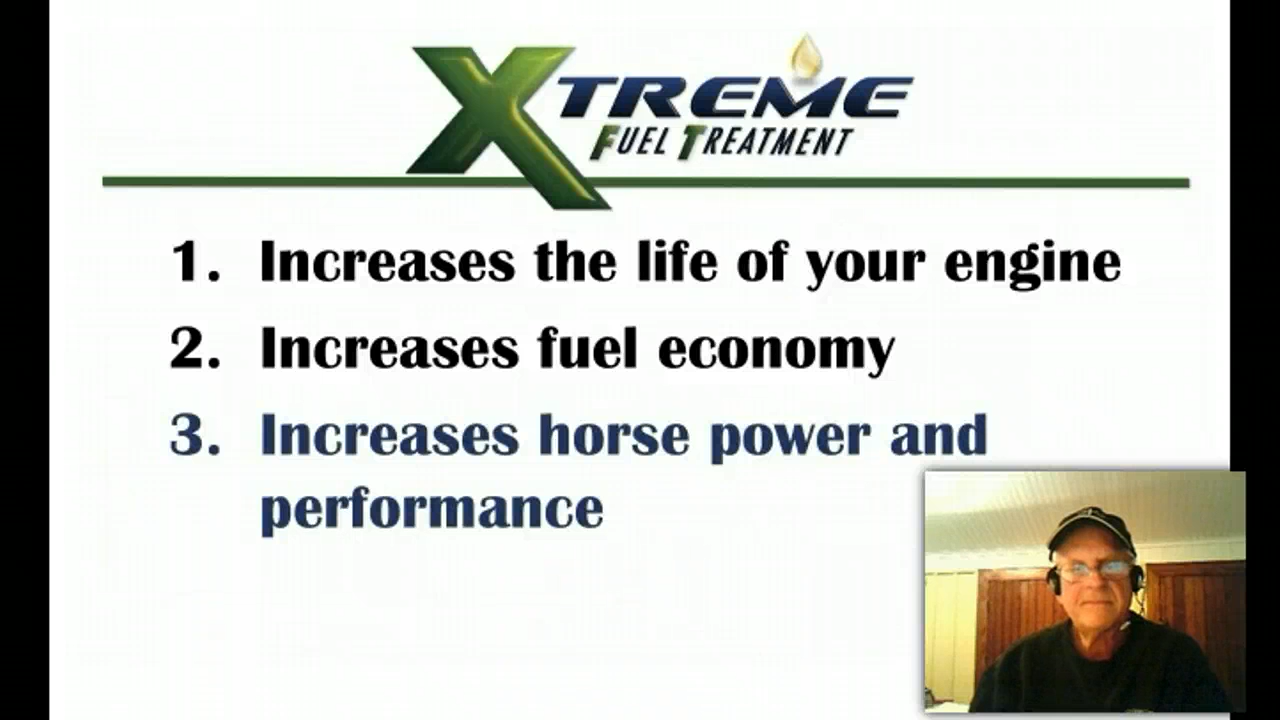 XTREME
FUEL TREATMENT
1. Increases the life of your engine
2. Increases fuel economy
3. Increases horse power and
performance